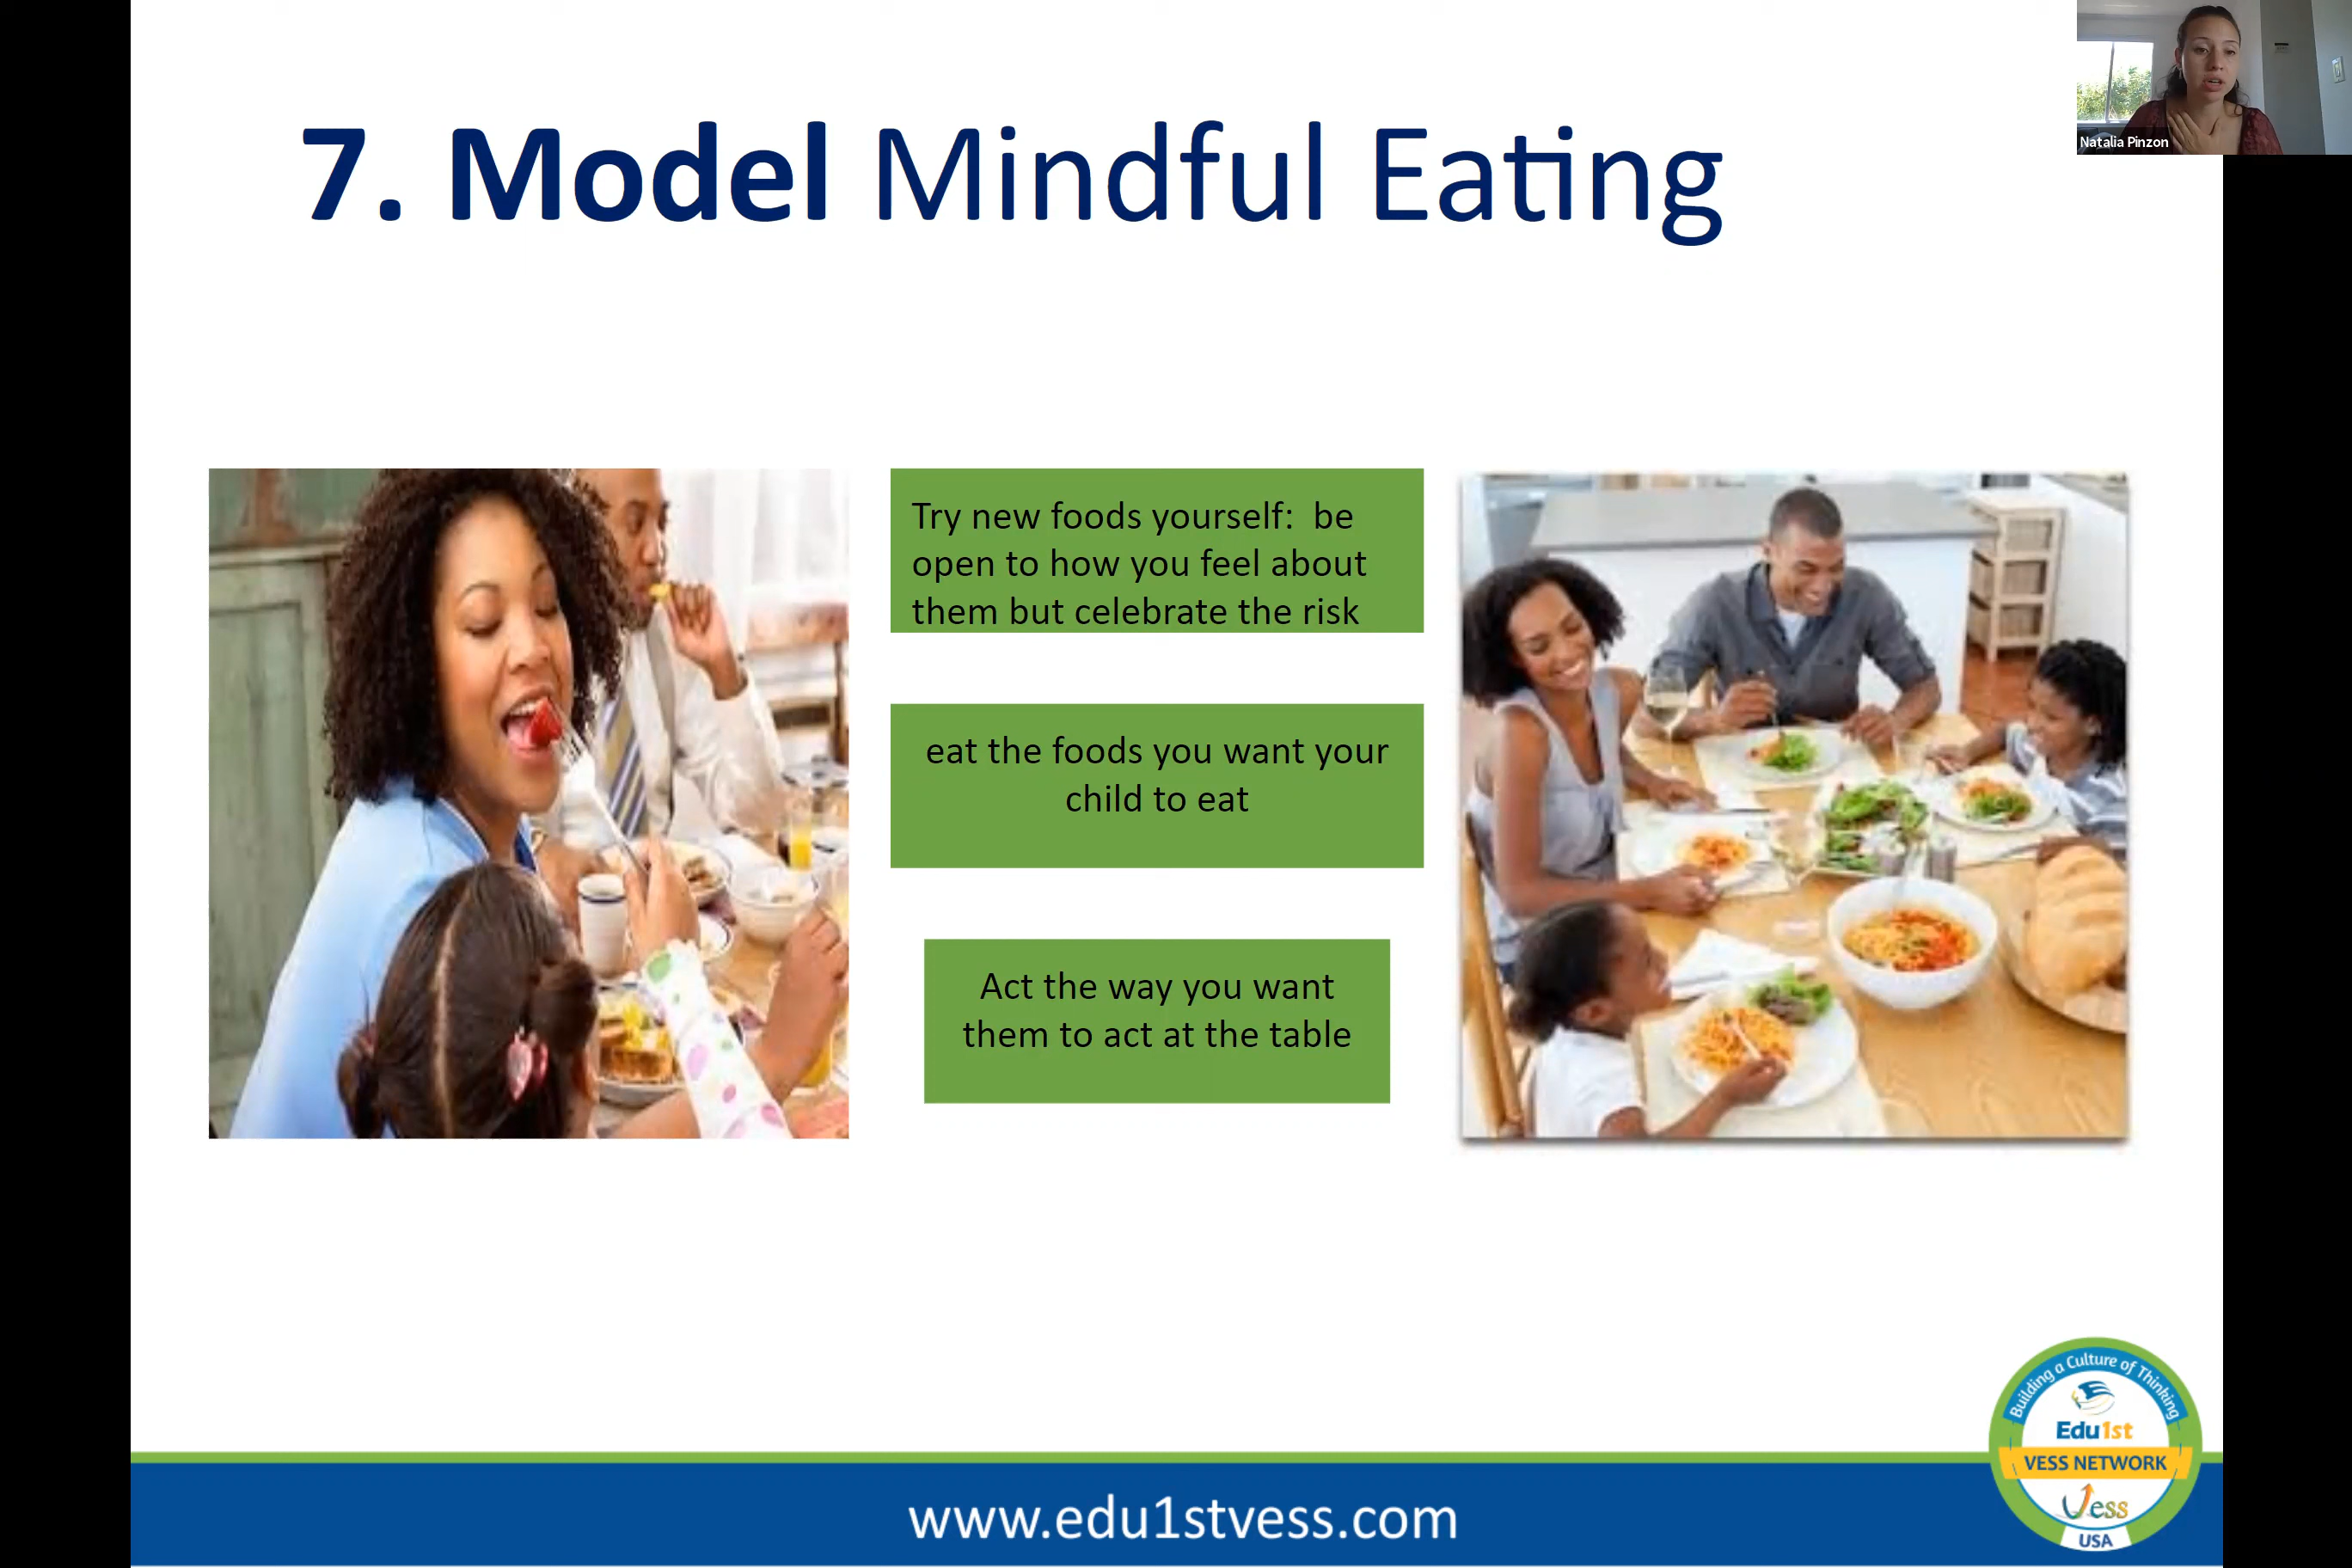 7. Model Mindful Eating
Natalia Pinzon
Try new foods yourself:  be
open to how you feel about
them but celebrate the risk
eat the foods you want your
child to eat
Act the way you want
them to act at the table
Building a Culture of Thinking
Edu1st
VESS NETWORK
Vess
USA
www.edu1stvess.com